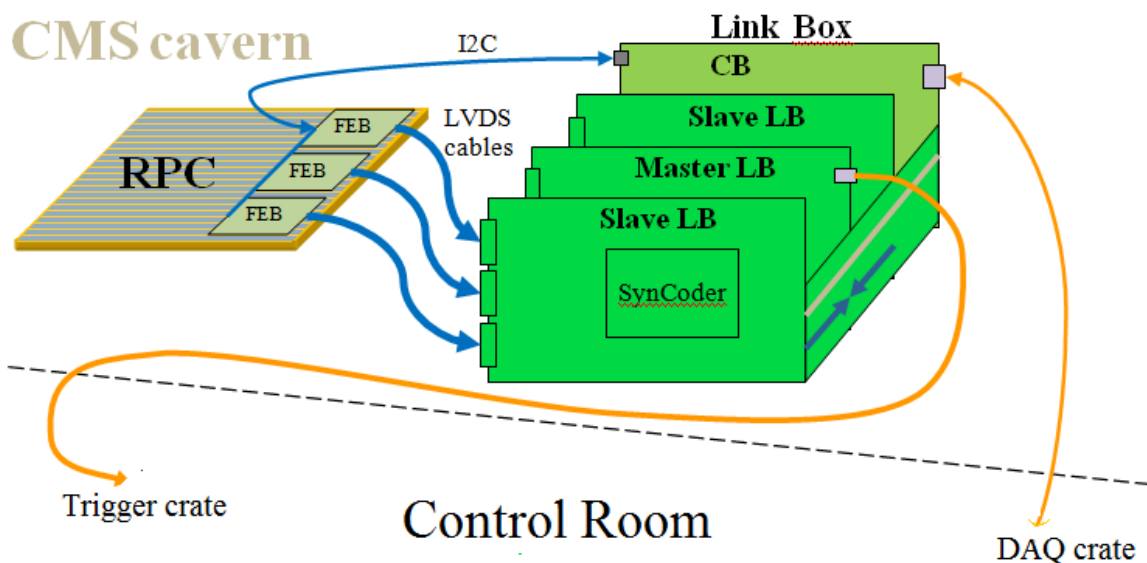 CMS cavern
Link Box
I2C
CB
LVDS
cables
Slave LB
FEB
RPC
FEB
Master LB
FEB
Slave LB
SynCoder
Trigger crate
Control Room
DAQ crate